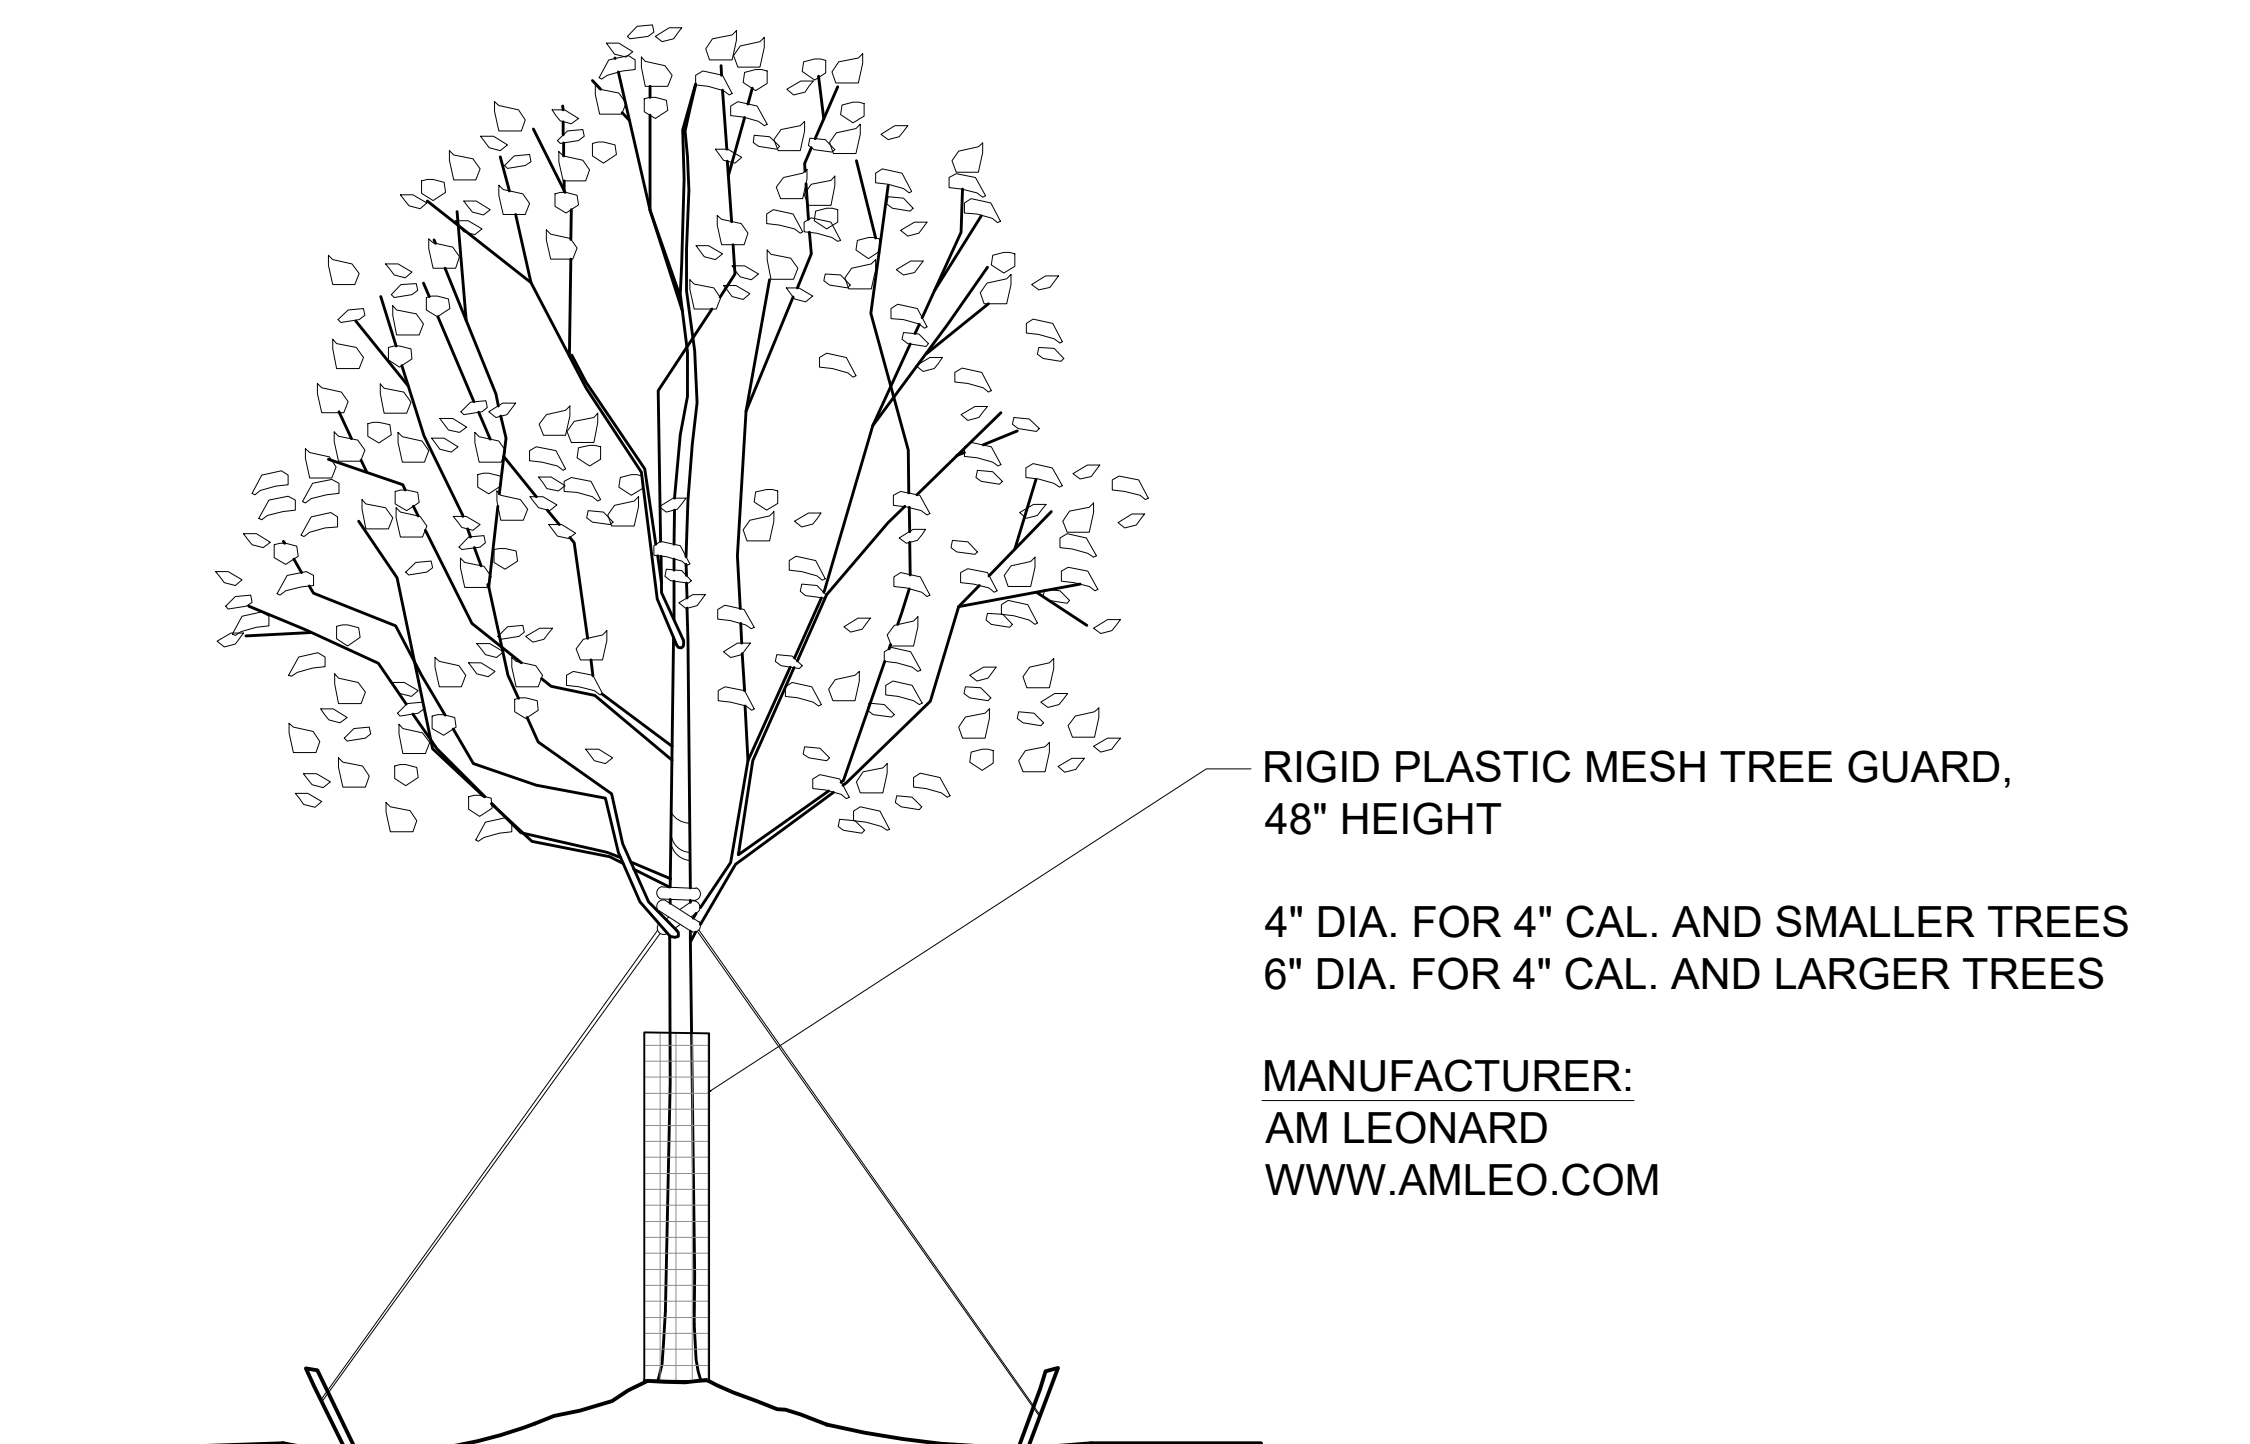 RIGID PLASTIC MESH TREE GUARD,
48" HEIGHT
4" DIA. FOR 4" CAL. AND SMALLER TREES
6" DIA. FOR 4" CAL. AND LARGER TREES
MANUFACTURER:
AM LEONARD
WWW.AMLEO.COM